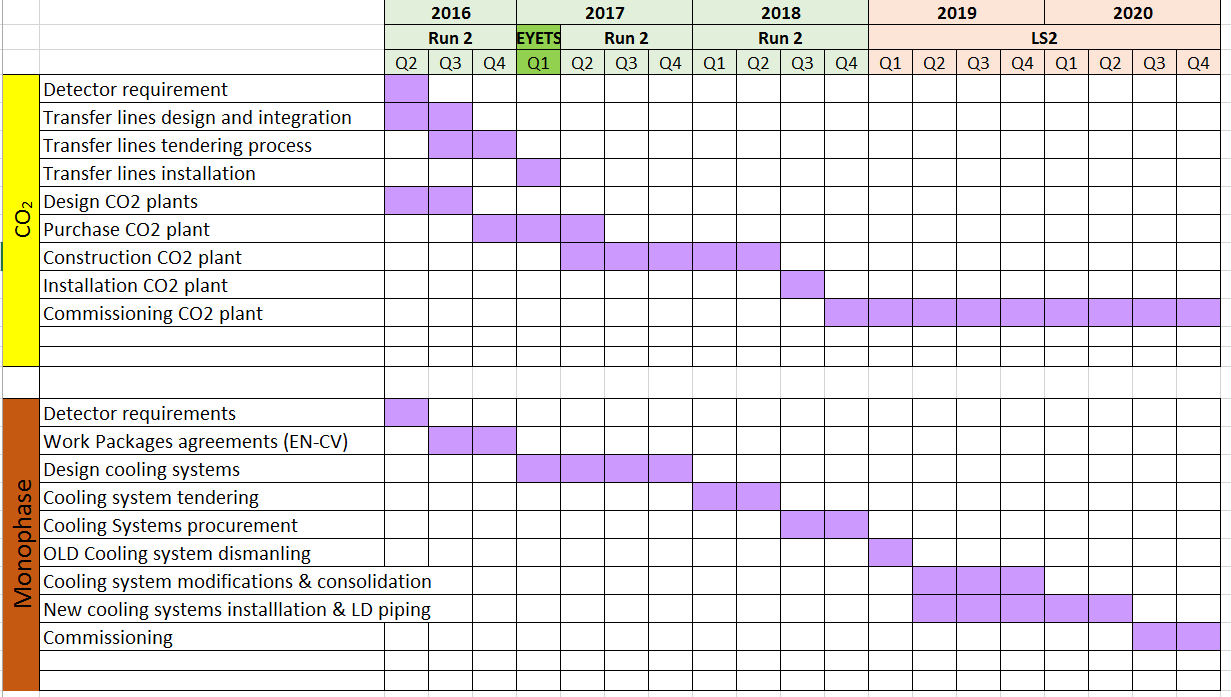 2016 2017 2018 2019 2020
Run 2 EYETS Run 2 Run 2 LS2
Q2 Q3 Q4 Q1 Q2 Q3 Q4 Q1 Q2 Q3 Q4 Q1 Q2 Q3 Q4 Q1 Q2 Q3 Q4
CO₂
Detector requirement
Transfer lines design and integration
Transfer lines tendering process
Transfer lines installation
Design CO2 plants
Purchase CO2 plant
Construction CO2 plant
Installation CO2 plant
Commissioning CO2 plant
Monophase
Detector requirements
Work Packages agreements (EN-CV)
Design cooling systems
Cooling system tendering
Cooling Systems procurement
OLD Cooling system dismanling
Cooling system modifications & consolidation
New cooling systems installlation & LD piping
Commissioning